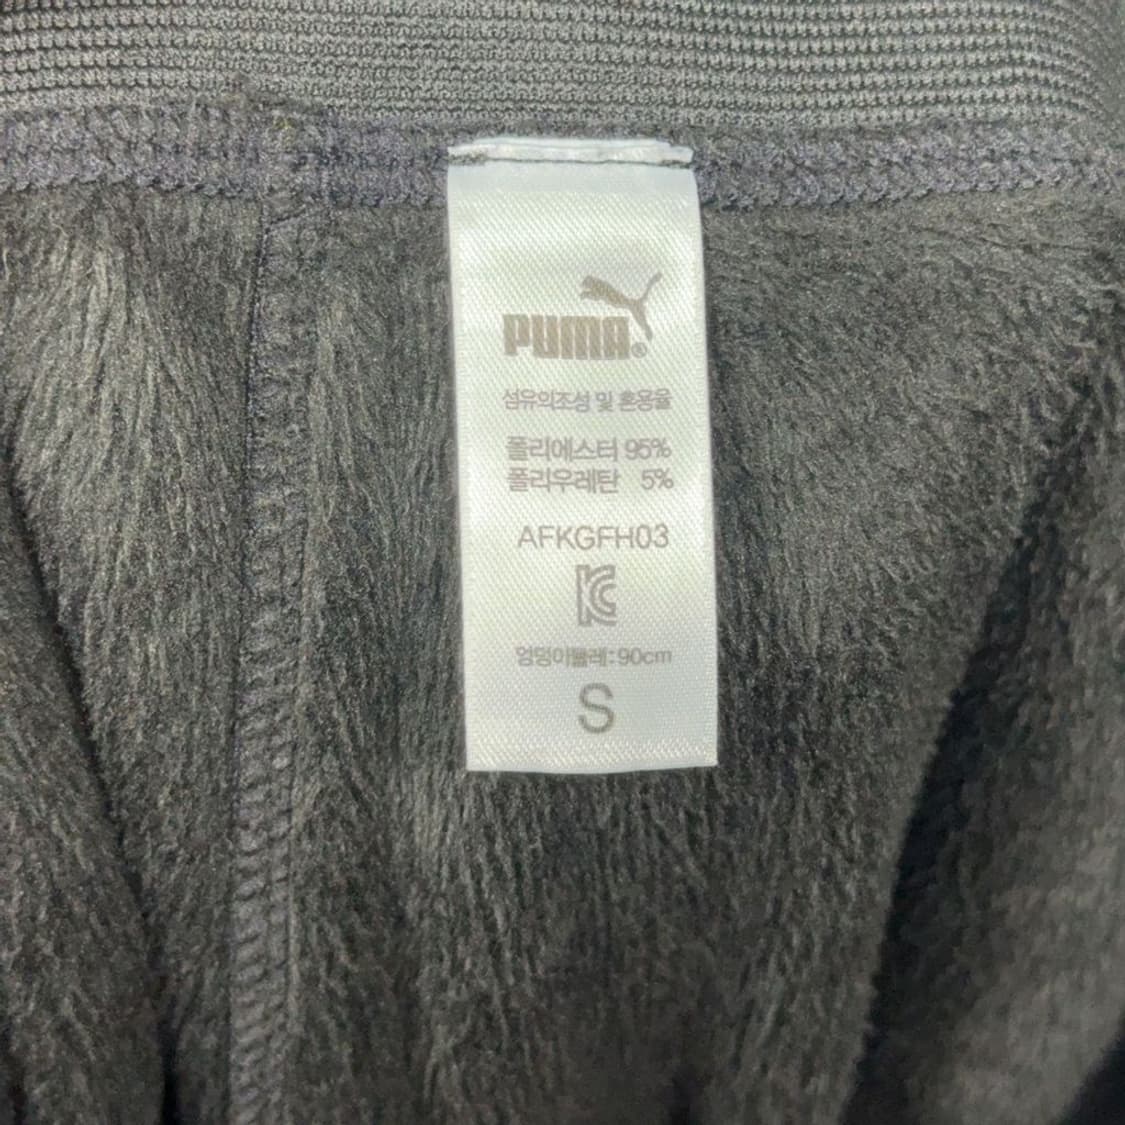 PUMA®
섬유의조성 및 혼용율
폴리에스터 95%
폴리우레탄 5%
AFKGFH03
KC
엉덩이둘레:90cm
S